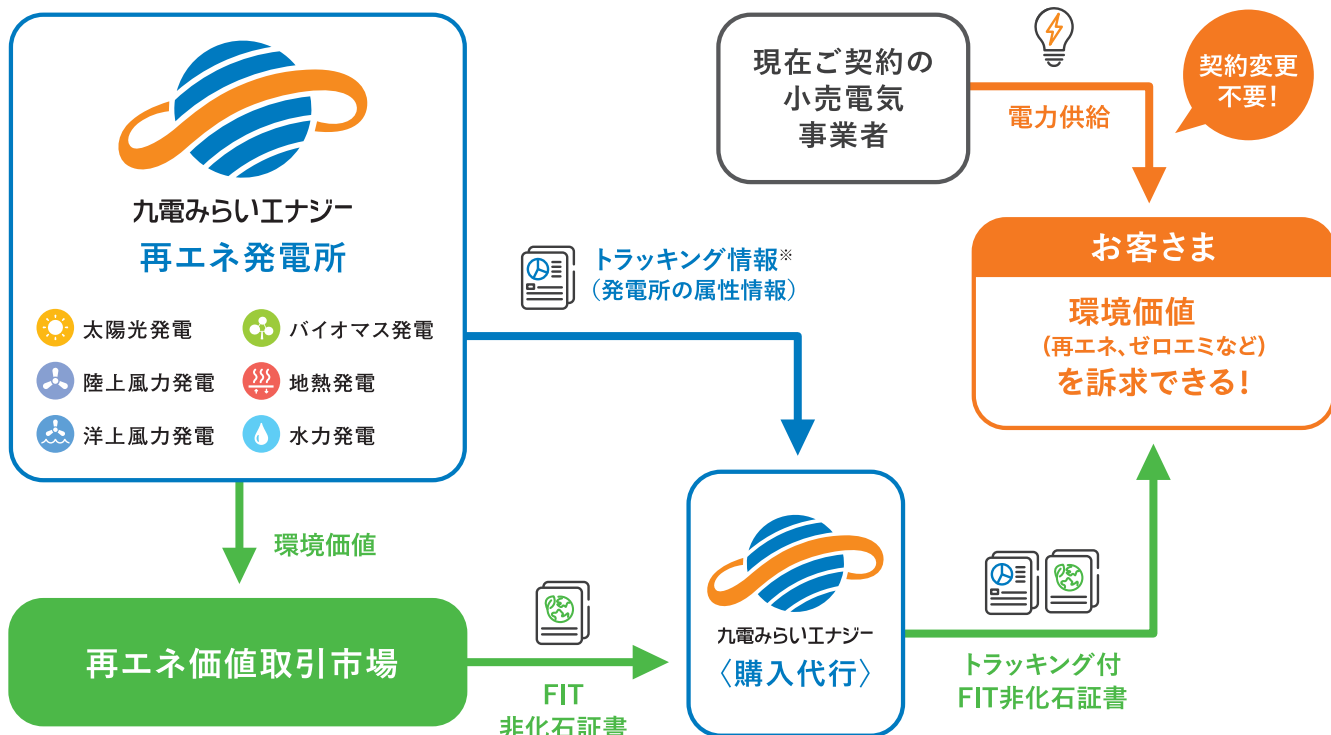 九電みらいエナジー
再エネ発電所
太陽光発電
バイオマス発電
陸上風力発電
地熱発電
洋上風力発電
水力発電
環境価値
再エネ価値取引市場
FIT
非化石証書
トラッキング情報※
(発電所の属性情報)
九電みらいエナジー
〈購入代行〉
トラッキング付
FIT非化石証書
現在ご契約の
小売電気
事業者
電力供給
契約変更
不要!
お客さま
環境価値
(再エネ、ゼロエミなど)
を訴求できる!